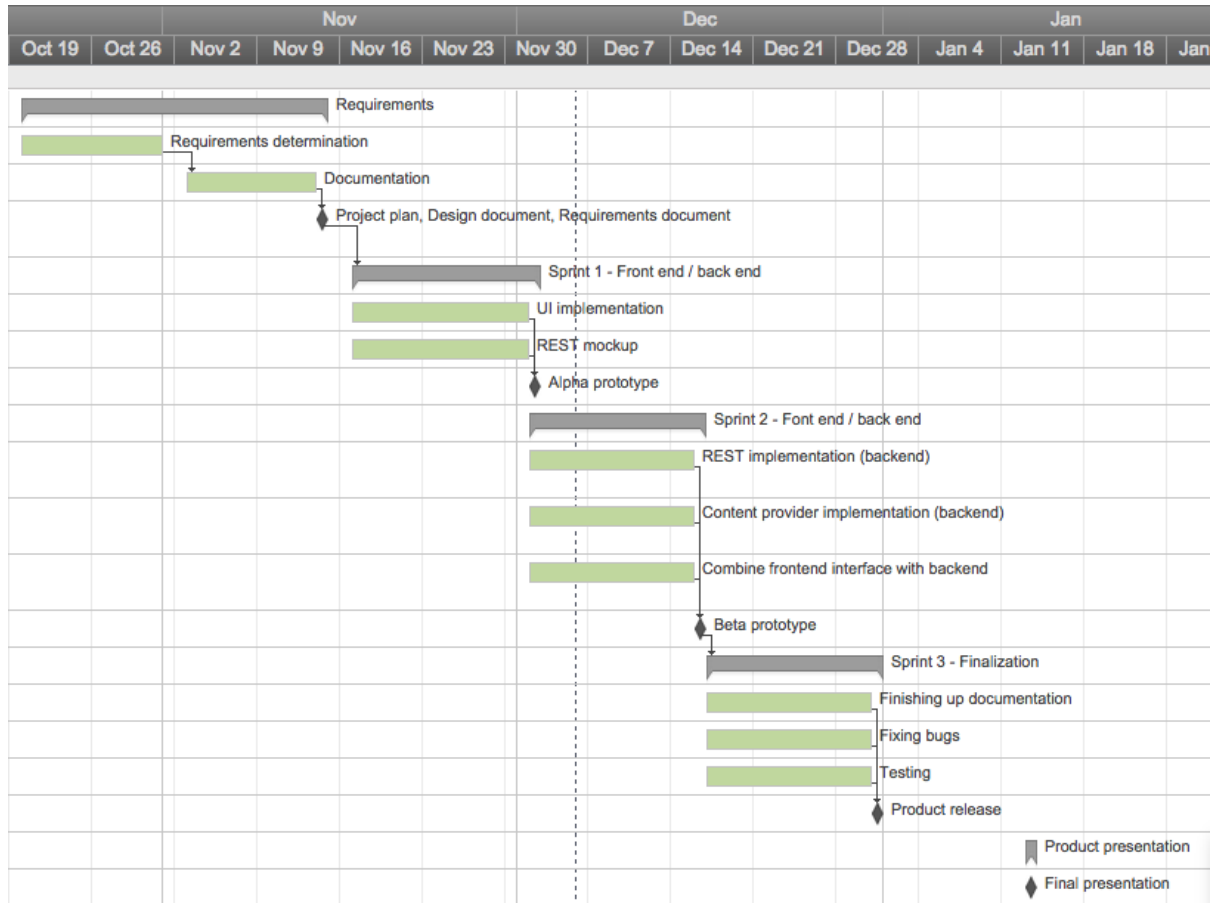 Nov Dec Jan
Oct 19 Oct 26 Nov 2 Nov 9 Nov 16 Nov 23 Nov 30 Dec 7 Dec 14 Dec 21 Dec 28 Jan 4 Jan 11 Jan 18 Jan
Requirements
Requirements determination
Documentation
Project plan, Design document, Requirements document
Sprint 1 - Front end / back end
UI implementation
REST mockup
Alpha prototype
Sprint 2 - Font end / back end
REST implementation (backend)
Content provider implementation (backend)
Combine frontend interface with backend
Beta prototype
Sprint 3 - Finalization
Finishing up documentation
Fixing bugs
Testing
Product release
Product presentation
Final presentation